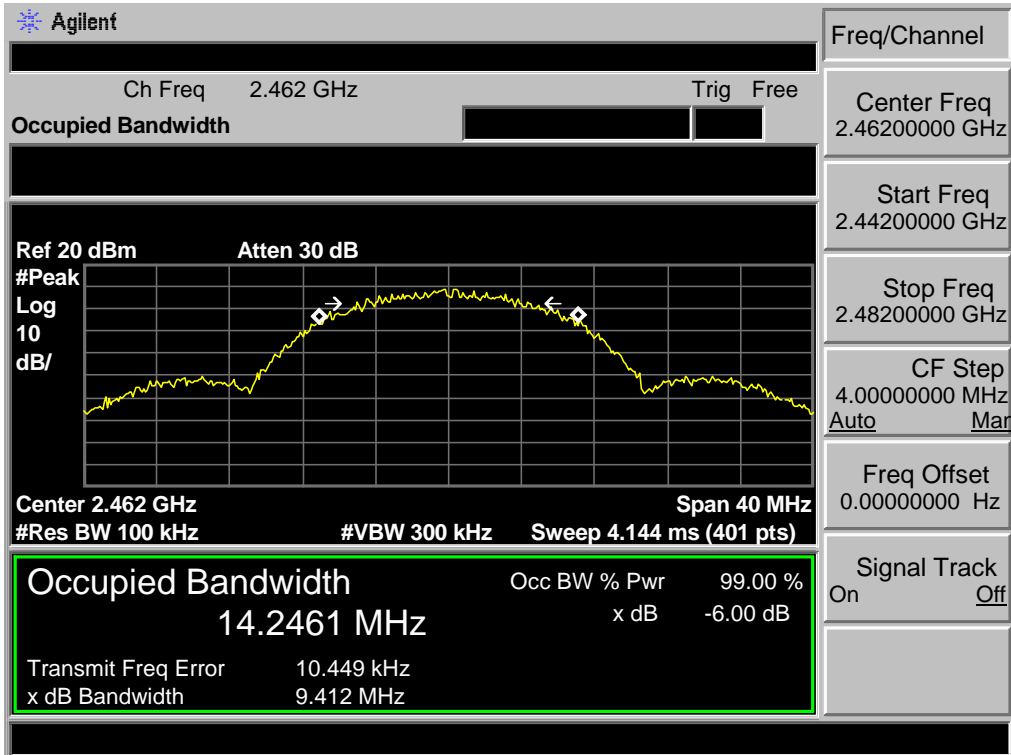 Agilent
Freq/Channel
Ch Freq 2.462 GHz Trig Free
Occupied Bandwidth
Center Freq
2.46200000 GHz
Start Freq
2.44200000 GHz
Ref 20 dBm Atten 30 dB
#Peak
Log
10
dB/
Stop Freq
2.48200000 GHz
CF Step
4.00000000 MHz
Auto Man
Freq Offset
0.00000000 Hz
Center 2.462 GHz Span 40 MHz
#Res BW 100 kHz #VBW 300 kHz Sweep 4.144 ms (401 pts)
Signal Track
On Off
Occupied Bandwidth
14.2461 MHz
Occ BW % Pwr 99.00 %
x dB -6.00 dB
Transmit Freq Error 10.449 kHz
x dB Bandwidth 9.412 MHz